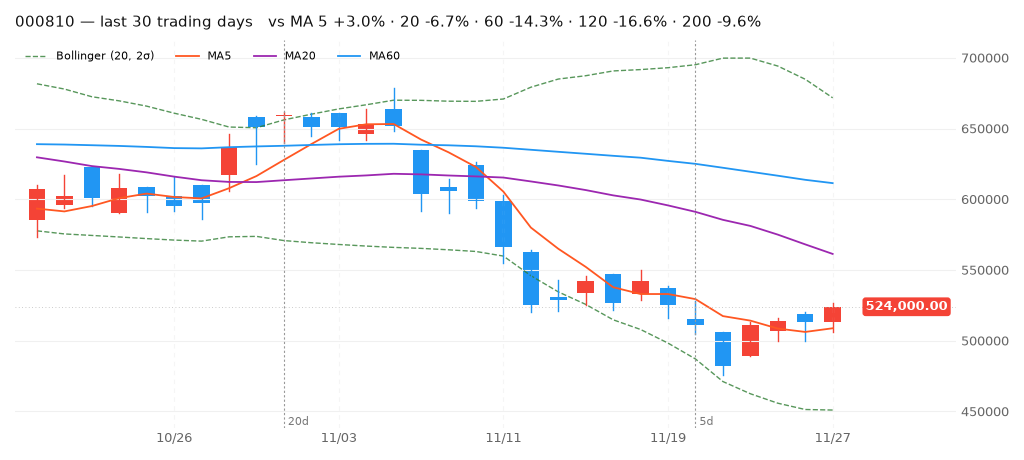 000810 — last 30 trading days   vs MA 5 +3.0% · 20 -6.7% · 60 -14.3% · 120 -16.6% · 200 -9.6%
Bollinger (20, 2σ)   MA5   MA20   MA60
700000
650000
600000
550000
524,000.00
500000
450000
20d   5d
10/26   11/03   11/11   11/19   11/27